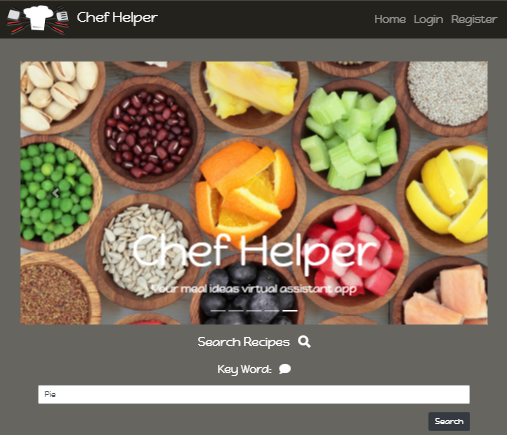 Chef Helper
Home Login Register
Chef Helper
Your meal ideas virtual assistant app
Search Recipes
Key Word:
Pie
Search